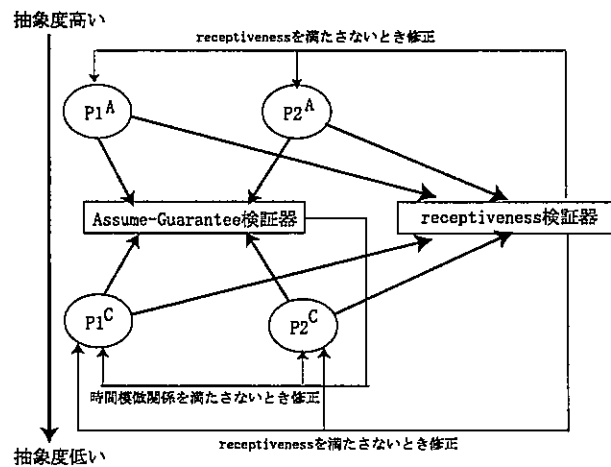 抽象度高い
receptivenessを満たさないとき修正
P1A
P2A
Assume-Guarantee検証器
receptiveness検証器
P1C
P2C
時間模倣関係を満たさないとき修正
receptivenessを満たさないとき修正
抽象度低い